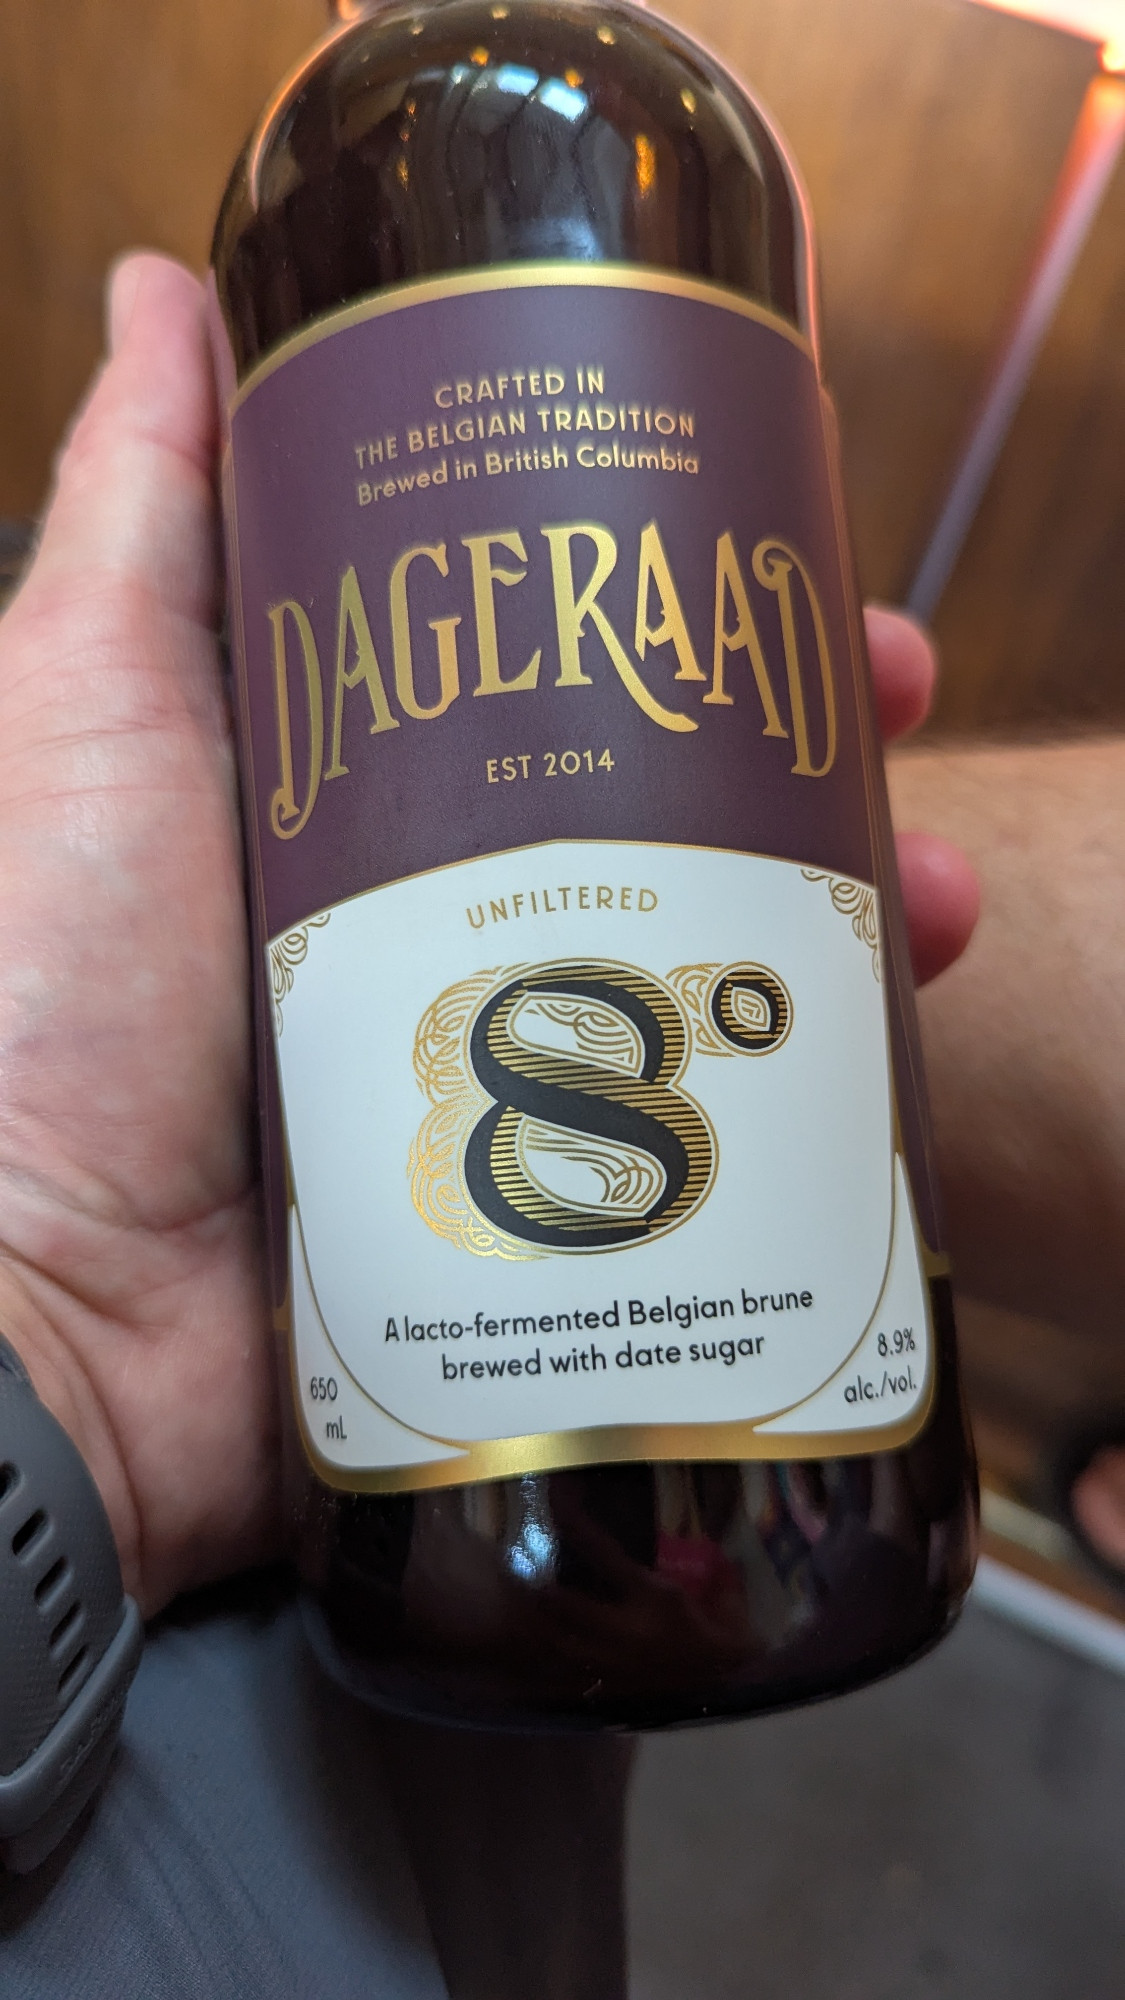 CRAFTED IN
THE BELGIAN TRADITION
Brewed in British Columbia
DAGERAAD
EST 2014
UNFILTERED
8°
A lacto-fermented Belgian brune
brewed with date sugar
650
mL
8.9%
alc./vol.